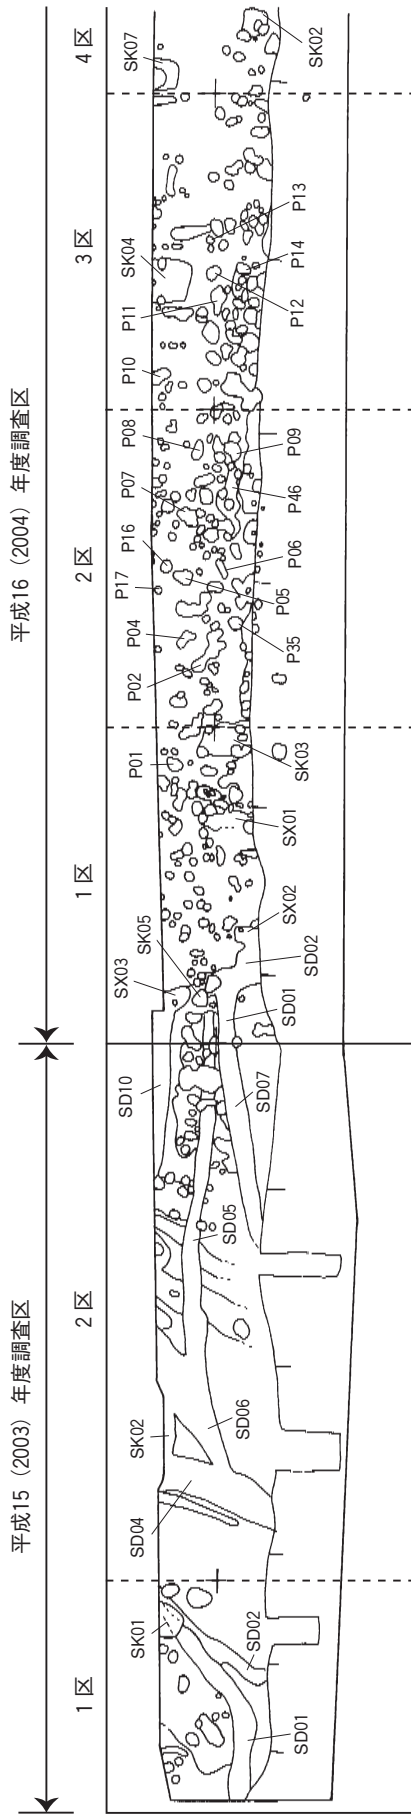 平成15（2003）年度調査区
平成16（2004）年度調査区
1区
2区
1区
2区
3区
4区
SK01
SD04
SK02
SD10
SX03
SK05
P01
P02
P04
P17
P16
P07
P08
P10
P11
SK04
SK07
SD01
SD02
SD06
SD05
SD07
SD01
SD02
SX02
SX01
SK03
P35
P05
P06
P46
P09
P12
P14
P13
SK02